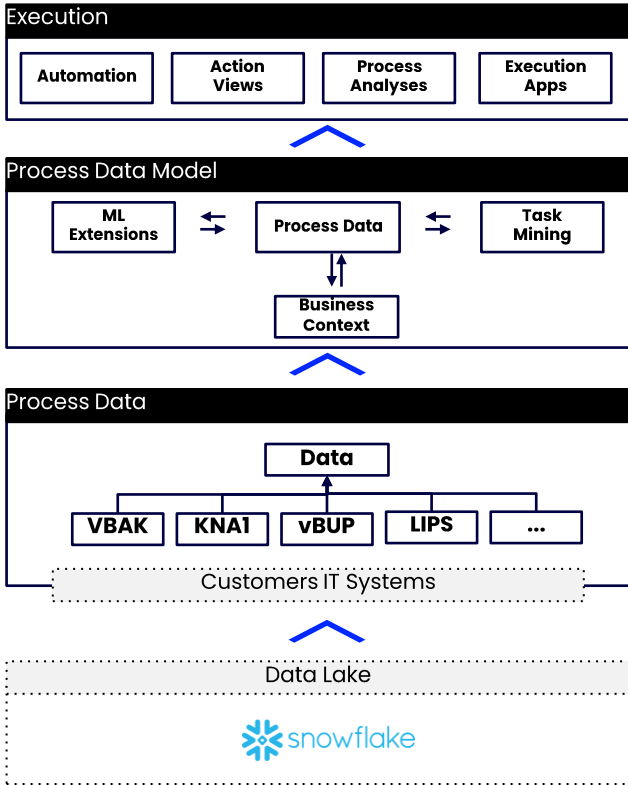 Execution
Automation
Action
Views
Process
Analyses
Execution
Apps
Process Data Model
ML
Extensions
Process Data
Task
Mining
Business
Context
Process Data
Data
VBAK
KNA1
vBUP
LIPS
...
Customers IT Systems
Data Lake
snowflake